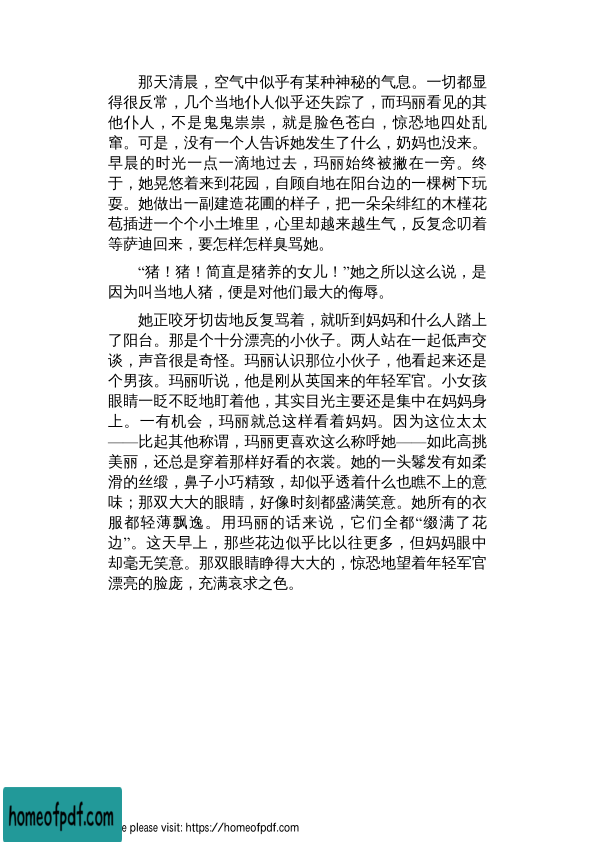 那天清晨，空气中似乎有某种神秘的气息。一切都显
得很反常，几个当地仆人似乎还失踪了，而玛丽看见的其
他仆人，不是鬼鬼祟祟，就是脸色苍白，惊恐地四处乱
窜。可是，没有一个人告诉她发生了什么，奶妈也没来。
早晨的时光一点一滴地过去，玛丽始终被撇在一旁。终
于，她晃悠着来到花园，自顾自地在阳台边的一棵树下玩
耍。她做出一副建造花圃的样子，把一朵朵绯红的木槿花
苞插进一个个小土堆里，心里却越来越生气，反复念叨着
等萨迪回来，要怎样怎样臭骂她。
“猪！猪！简直是猪养的女儿！”她之所以这么说，是
因为叫当地人猪，便是对他们最大的侮辱。
她正咬牙切齿地反复骂着，就听到妈妈和什么人踏上
了阳台。那是个十分漂亮的小伙子。两人站在一起低声交
谈，声音很是奇怪。玛丽认识那位小伙子，他看起来还是
个男孩。玛丽听说，他是刚从英国来的年轻军官。小女孩
眼睛一眨不眨地盯着他，其实目光主要还是集中在妈妈身
上。一有机会，玛丽就总这样看着妈妈。因为这位太太
——比起其他称谓，玛丽更喜欢这么称呼她——如此高挑
美丽，还总是穿着那样好看的衣裳。她的一头鬈发有如柔
滑的丝缎，鼻子小巧精致，却似乎透着什么也瞧不上的意
味；那双大大的眼睛，好像时刻都盛满笑意。她所有的衣
服都轻薄飘逸。用玛丽的话来说，它们全都“缀满了花
边”。这天早上，那些花边似乎比以往更多，但妈妈眼中
却毫无笑意。那双眼睛睁得大大的，惊恐地望着年轻军官
漂亮的脸庞，充满哀求之色。
homeofpdf.com
e please visit: https://homeofpdf.com